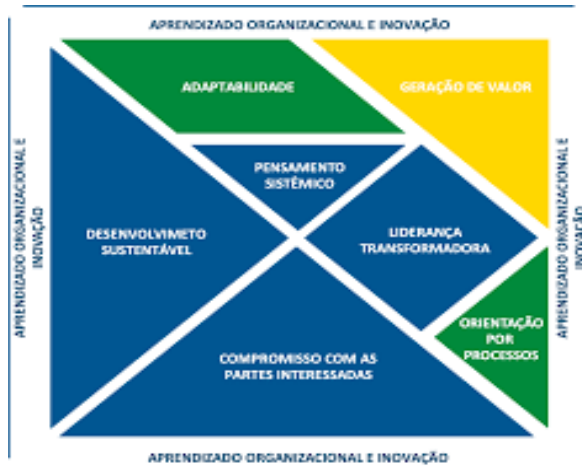 APRENDIZADO ORGANIZACIONAL E INOVAÇÃO
ADAPTABILIDADE
GERAÇÃO DE VALOR
PENSAMENTO
SISTÊMICO
DESENVOLVIMETO
SUSTENTÁVEL
LIDERANÇA
TRANSFORMADORA
ORIENTAÇÃO
POR
PROCESSOS
COMPROMISSO COM AS
PARTES INTERESSADAS
APRENDIZADO ORGANIZACIONAL E
INOVAÇÃO
APRENDIZADO ORGANIZACIONAL E
INOVAÇÃO
APRENDIZADO ORGANIZACIONAL E INOVAÇÃO